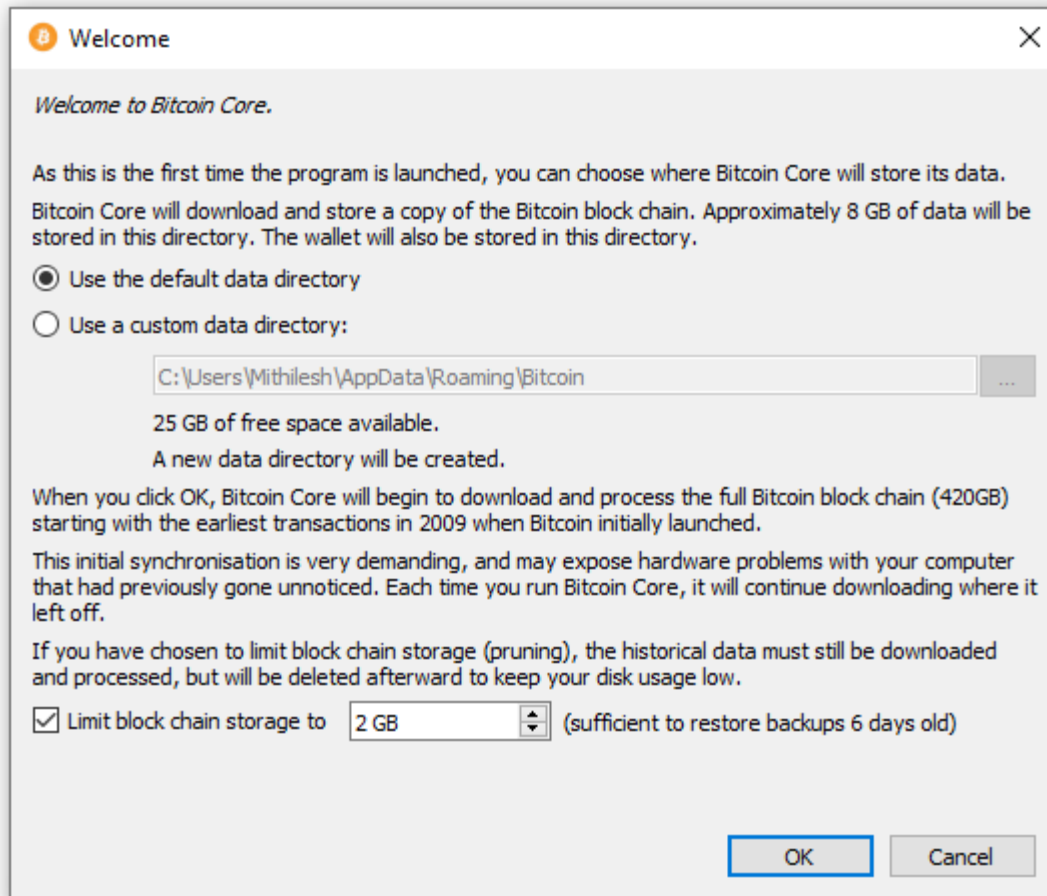 Welcome
Welcome to Bitcoin Core.
As this is the first time the program is launched, you can choose where Bitcoin Core will store its data.
Bitcoin Core will download and store a copy of the Bitcoin block chain. Approximately 8 GB of data will be
stored in this directory. The wallet will also be stored in this directory.
Use the default data directory
Use a custom data directory:
C:\Users\Mithilesh\AppData\Roaming\Bitcoin
...
25 GB of free space available.
A new data directory will be created.
When you click OK, Bitcoin Core will begin to download and process the full Bitcoin block chain (420GB)
starting with the earliest transactions in 2009 when Bitcoin initially launched.
This initial synchronisation is very demanding, and may expose hardware problems with your computer
that had previously gone unnoticed. Each time you run Bitcoin Core, it will continue downloading where it
left off.
If you have chosen to limit block chain storage (pruning), the historical data must still be downloaded
and processed, but will be deleted afterward to keep your disk usage low.
Limit block chain storage to 2 GB (sufficient to restore backups 6 days old)
OK Cancel